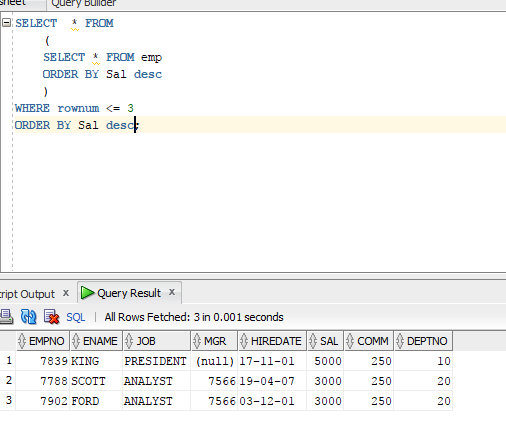 Query Builder
SELECT * FROM
(
SELECT * FROM emp
ORDER BY Sal desc
)
WHERE rownum <= 3
ORDER BY Sal desc;
ript Output x Query Result x
SQL | All Rows Fetched: 3 in 0.001 seconds
EMPNO ENAME JOB MGR HIREDATE SAL COMM DEPTNO
1 7839 KING PRESIDENT (null) 17-11-01 5000 250 10
2 7788 SCOTT ANALYST 7566 19-04-07 3000 250 20
3 7902 FORD ANALYST 7566 03-12-01 3000 250 20